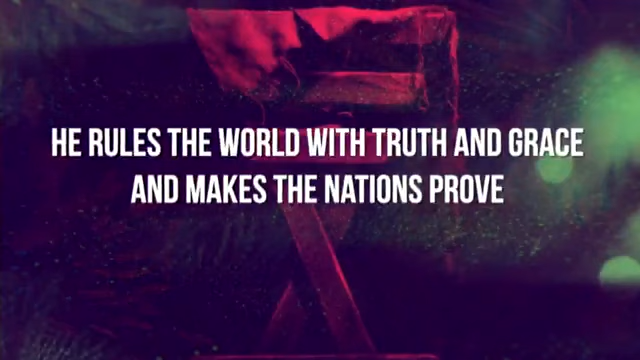 HE RULES THE WORLD WITH TRUTH AND GRACE
AND MAKES THE NATIONS PROVE